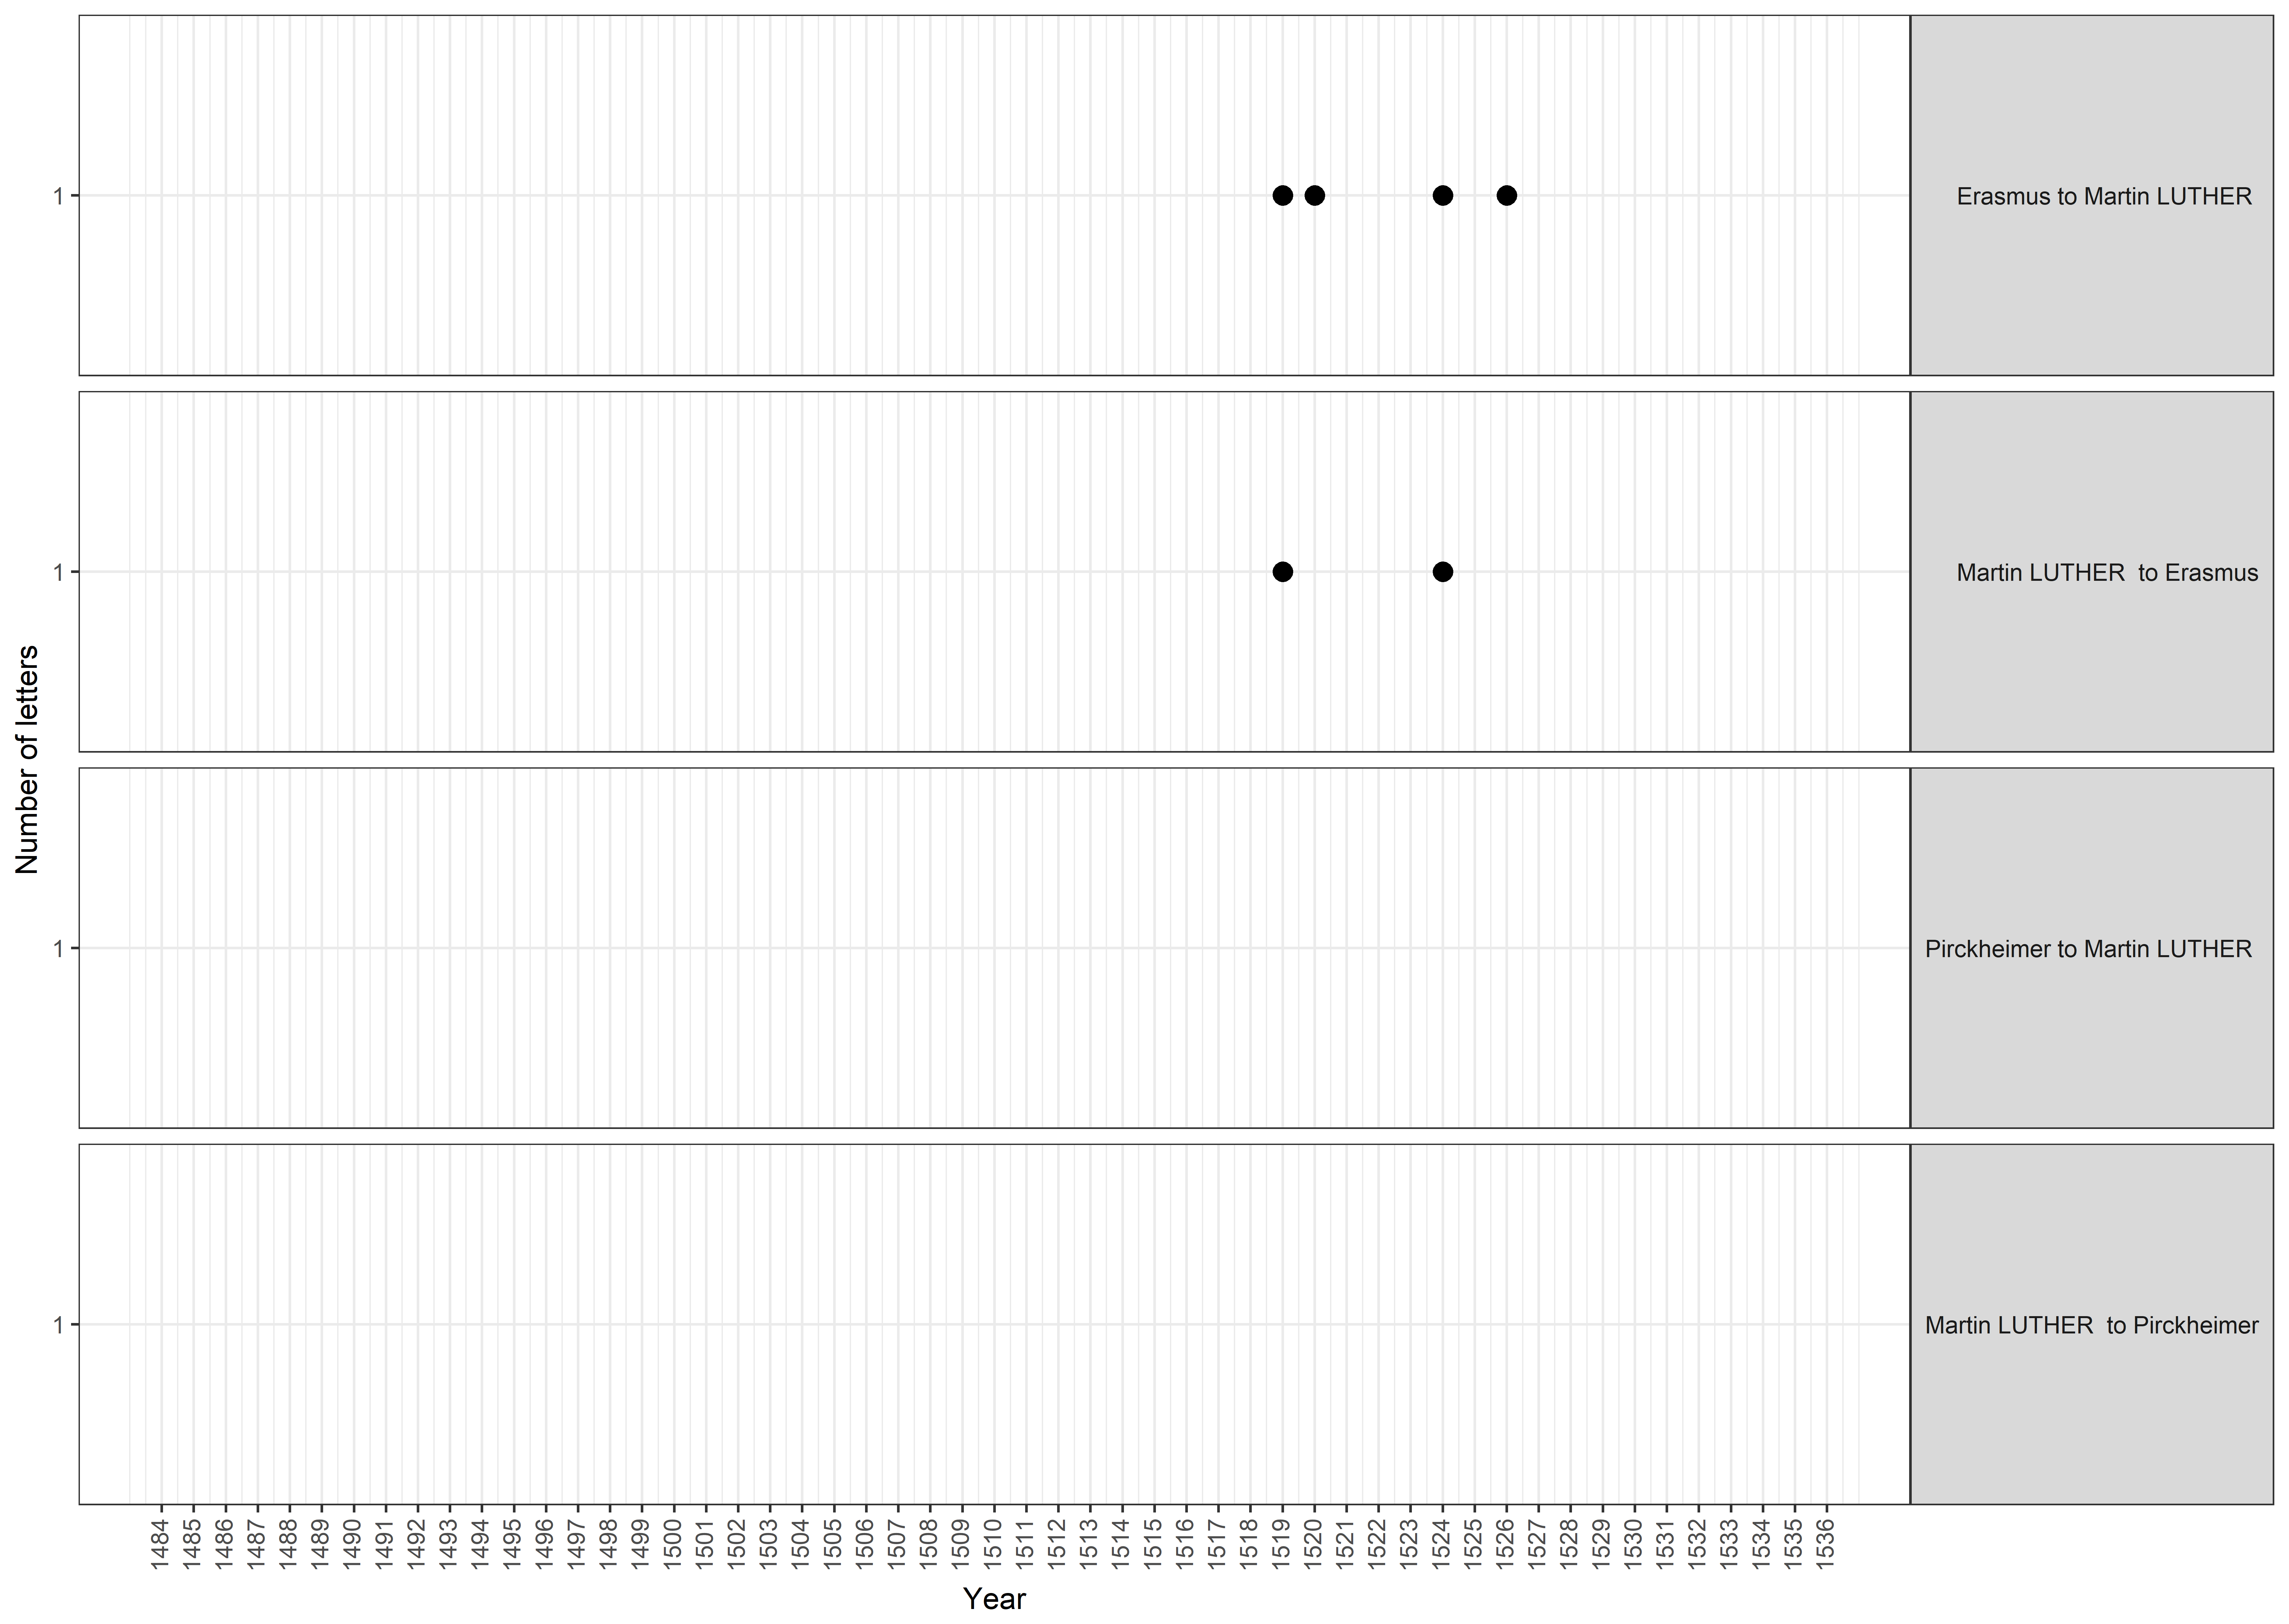 Number of letters
1
Erasmus to Martin LUTHER
1
Martin LUTHER  to Erasmus
1
Pirckheimer to Martin LUTHER
1
Martin LUTHER  to Pirckheimer
1484 1485 1486 1487 1488 1489 1490 1491 1492 1493 1494 1495 1496 1497 1498 1499 1500 1501 1502 1503 1504 1505 1506 1507 1508 1509 1510 1511 1512 1513 1514 1515 1516 1517 1518 1519 1520 1521 1522 1523 1524 1525 1526 1527 1528 1529 1530 1531 1532 1533 1534 1535 1536
Year